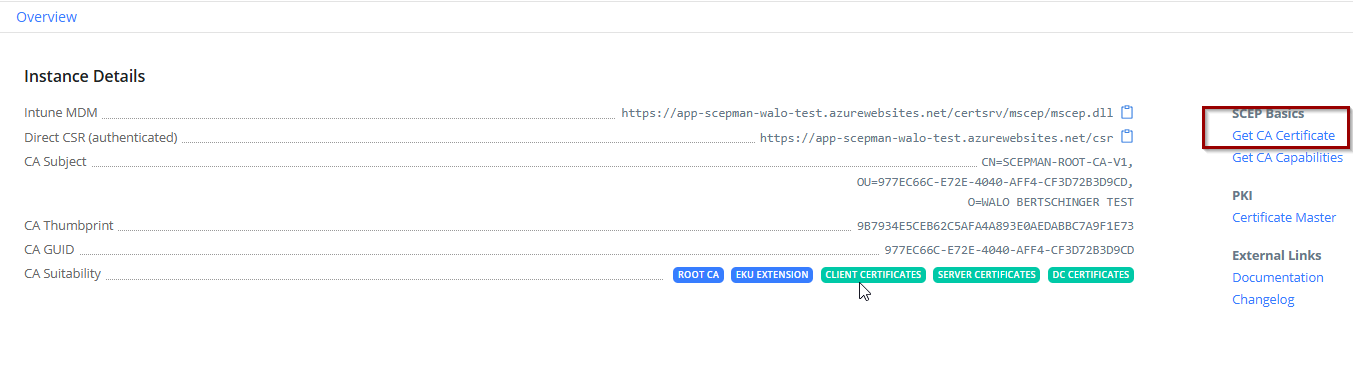 Overview
Instance Details
Intune MDM https://app-scepman-walo-test.azurewebsites.net/certsrv/mscep/mscep.dll
Direct CSR (authenticated) https://app-scepman-walo-test.azurewebsites.net/csr
CA Subject CN=SCEPMAN-ROOT-CA-V1,
OU=977EC66C-E72E-4040-AFF4-CF3D72B3D9CD,
O=WALO BERTSCHINGER TEST
CA Thumbprint 9B7934E5CEB62C5AFA4A893E0AEDABBC7A9F1E73
CA GUID 977EC66C-E72E-4040-AFF4-CF3D72B3D9CD
CA Suitability ROOT CA EKU EXTENSION CLIENT CERTIFICATES SERVER CERTIFICATES DC CERTIFICATES
SCEP Basics
Get CA Certificate
Get CA Capabilities
PKI
Certificate Master
External Links
Documentation
Changelog